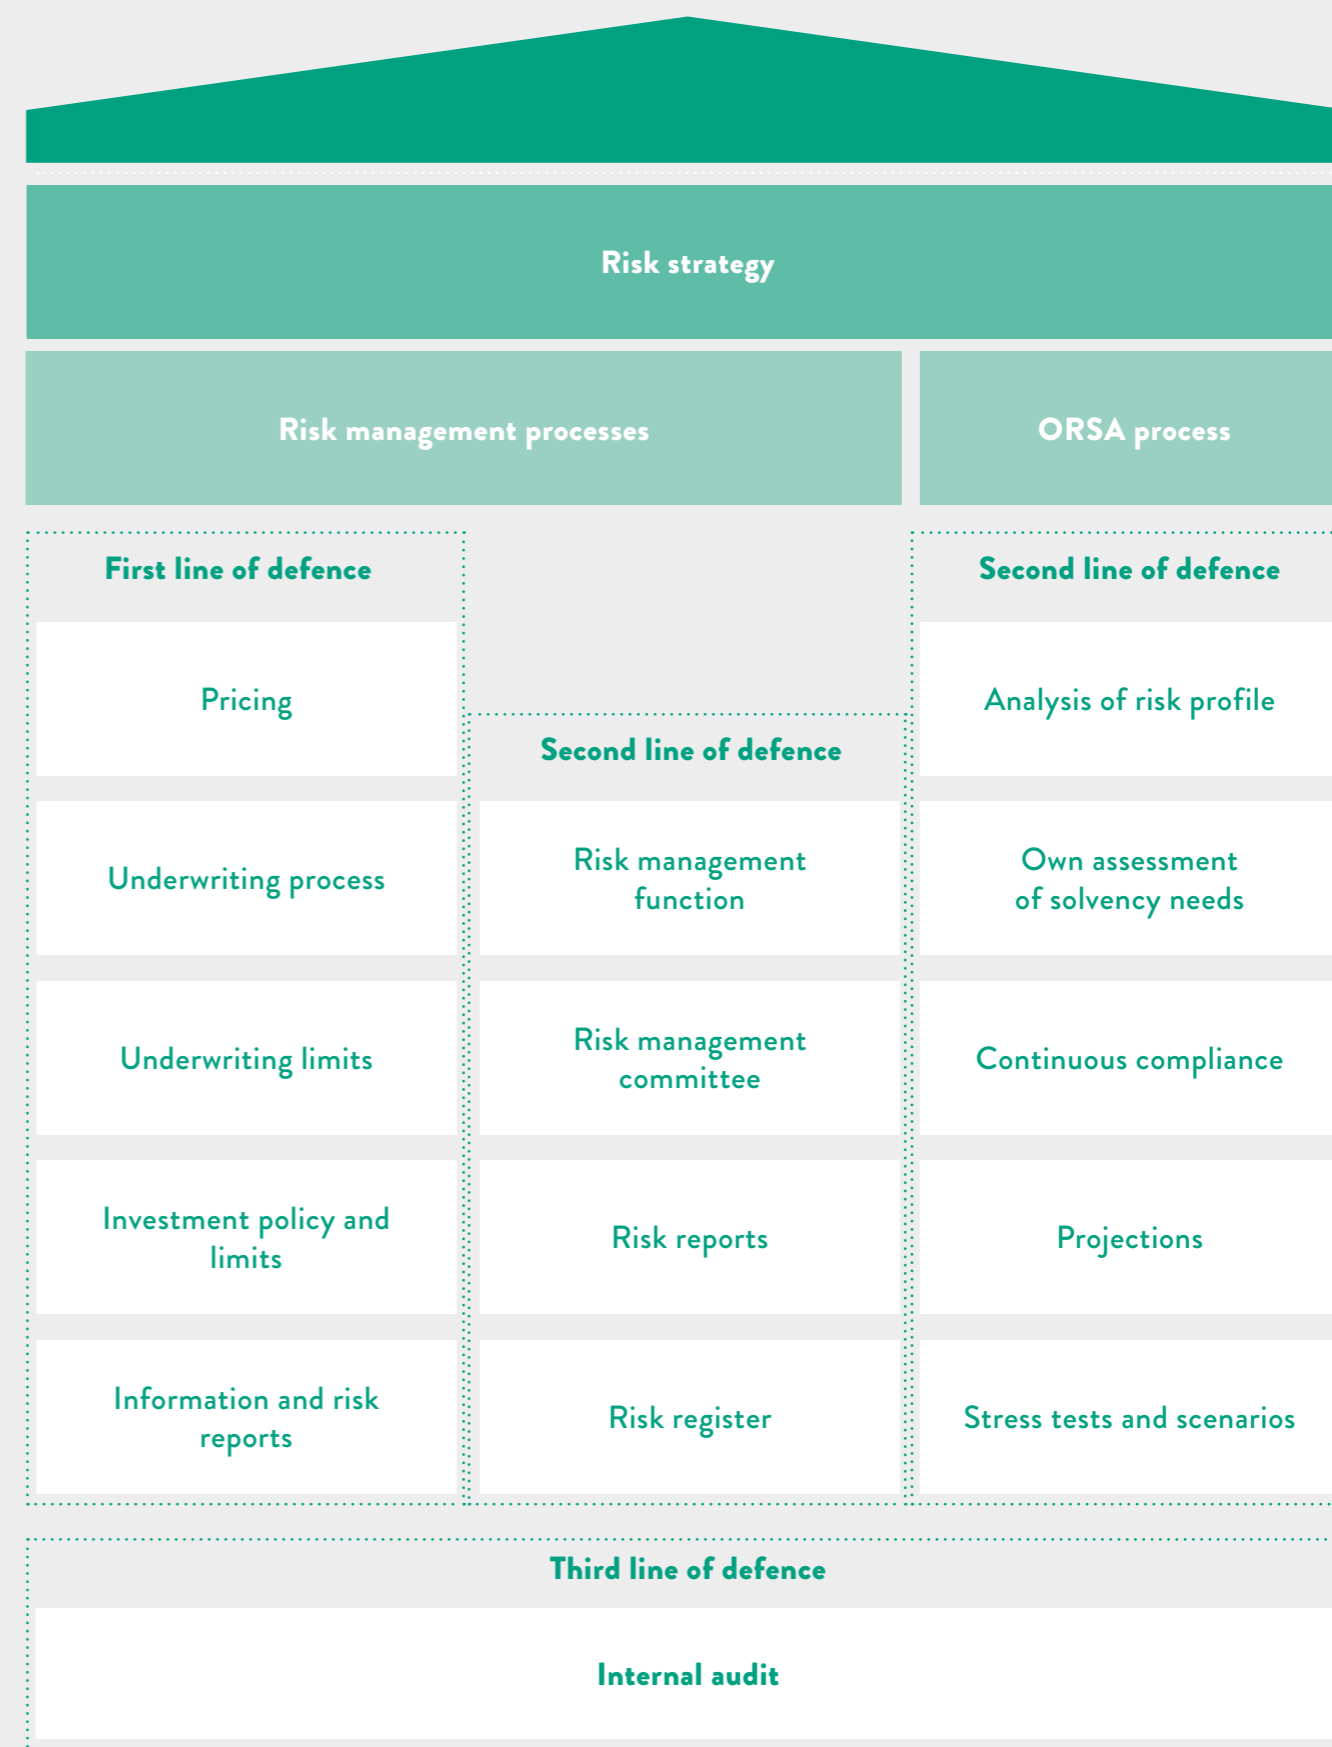 Risk strategy
Risk management processes
ORSA process
First line of defence
Pricing
Underwriting process
Underwriting limits
Investment policy and
limits
Information and risk
reports
Second line of defence
Risk management
function
Risk management
committee
Risk reports
Risk register
Second line of defence
Analysis of risk profile
Own assessment
of solvency needs
Continuous compliance
Projections
Stress tests and scenarios
Third line of defence
Internal audit